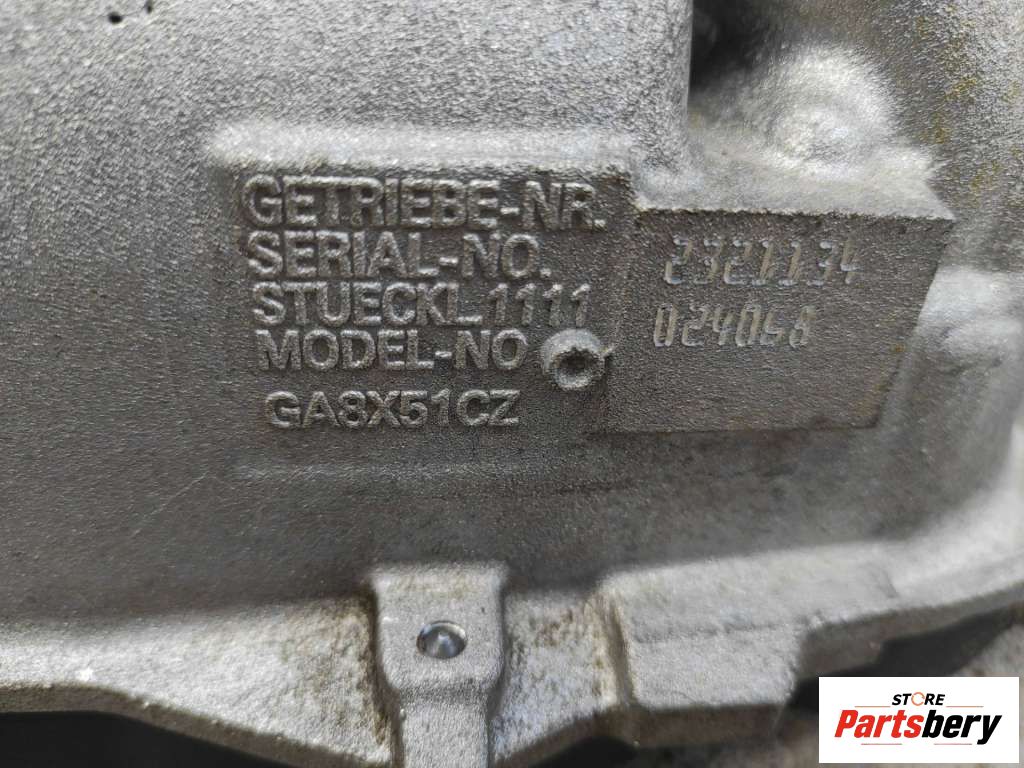 GETRIEBE-NR.
SERIAL-NO.
STUECKL.1111
MODEL-NO
GA8X51CZ
2321134
024068
STORE
Partsbery